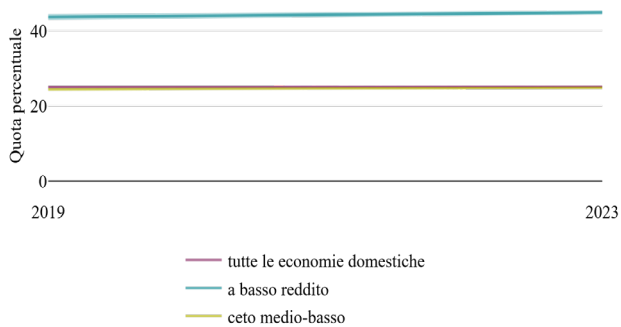 Quota percentuale
40
20
0
2019 2023
tutte le economie domestiche
a basso reddito
ceto medio-basso